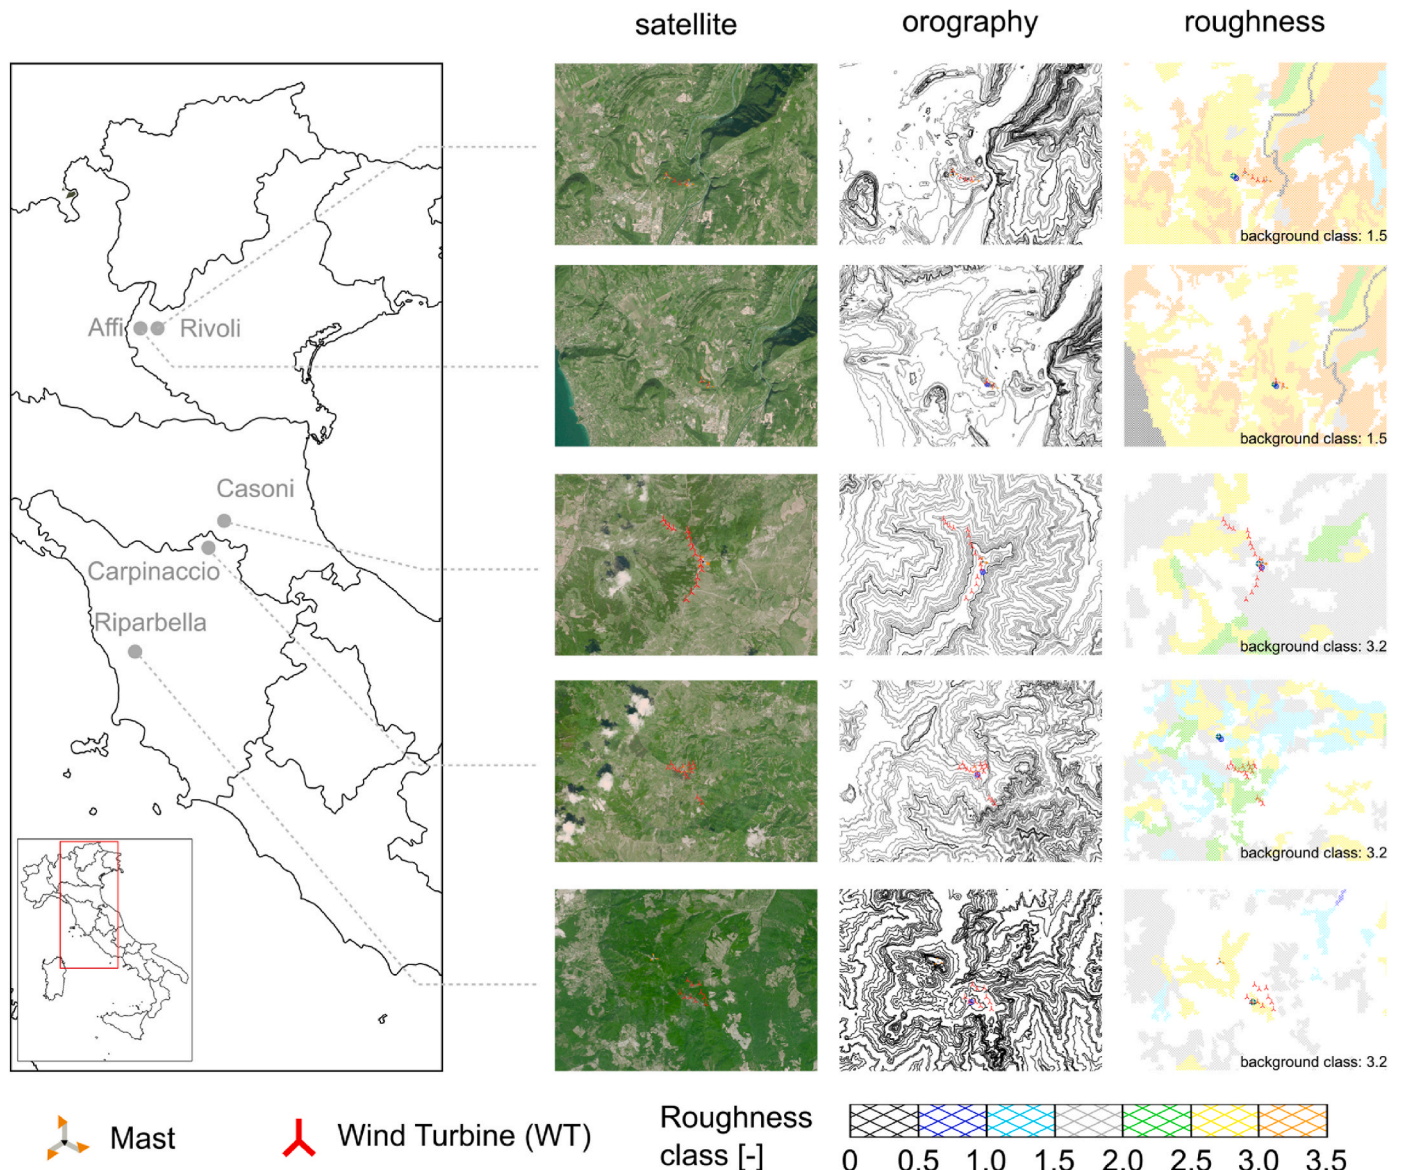 satellite orography roughness
background class: 1.5
Affi Rivoli
background class: 1.5
Casoni
Carpinaccio
Riparbella
background class: 3.2
background class: 3.2
background class: 3.2
Mast
Wind Turbine (WT)
Roughness
class [-]
0 0.5 1.0 1.5 2.0 2.5 3.0 3.5